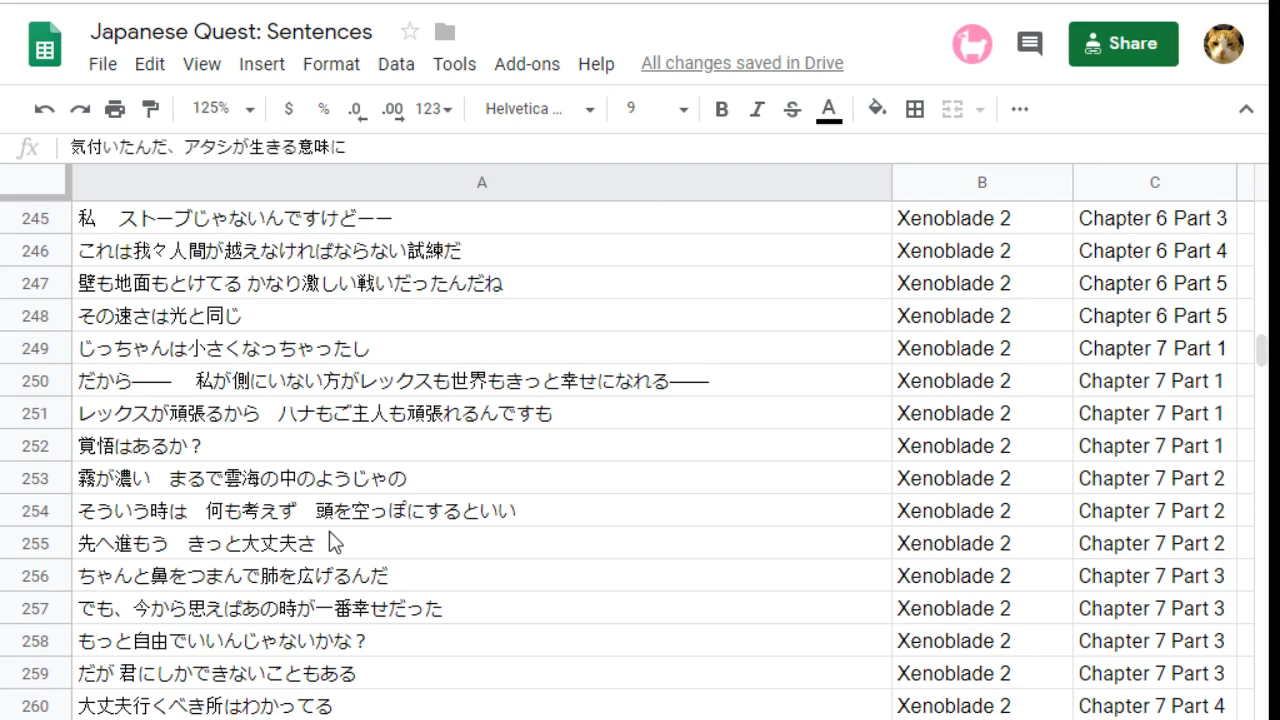 Japanese Quest: Sentences
File Edit View Insert Format Data Tools Add-ons Help All changes saved in Drive
Share
125% $ % .0 .00 123 Helvetica ... 9 B I S A ...
fx 気付いたんだ、アタシが生きる意味に
A B C
245 私　ストーブじゃないんですけどーー Xenoblade 2 Chapter 6 Part 3
246 これは我々人間が越えなければならない試練だ Xenoblade 2 Chapter 6 Part 4
247 壁も地面もとけてる かなり激しい戦いだったんだね Xenoblade 2 Chapter 6 Part 5
248 その速さは光と同じ Xenoblade 2 Chapter 6 Part 5
249 じっちゃんは小さくなっちゃったし Xenoblade 2 Chapter 7 Part 1
250 だから――　私が側にいない方がレックスも世界もきっと幸せになれる―― Xenoblade 2 Chapter 7 Part 1
251 レックスが頑張るから　ハナもご主人も頑張れるんですも Xenoblade 2 Chapter 7 Part 1
252 覚悟はあるか？ Xenoblade 2 Chapter 7 Part 1
253 霧が濃い　まるで雲海の中のようじゃの Xenoblade 2 Chapter 7 Part 2
254 そういう時は　何も考えず　頭を空っぽにするといい Xenoblade 2 Chapter 7 Part 2
255 先へ進もう　きっと大丈夫さ Xenoblade 2 Chapter 7 Part 2
256 ちゃんと鼻をつまんで肺を広げるんだ Xenoblade 2 Chapter 7 Part 3
257 でも、今から思えばあの時が一番幸せだった Xenoblade 2 Chapter 7 Part 3
258 もっと自由でいいんじゃないかな？ Xenoblade 2 Chapter 7 Part 3
259 だが 君にしかできないこともある Xenoblade 2 Chapter 7 Part 3
260 大丈夫行くべき所はわかってる Xenoblade 2 Chapter 7 Part 4